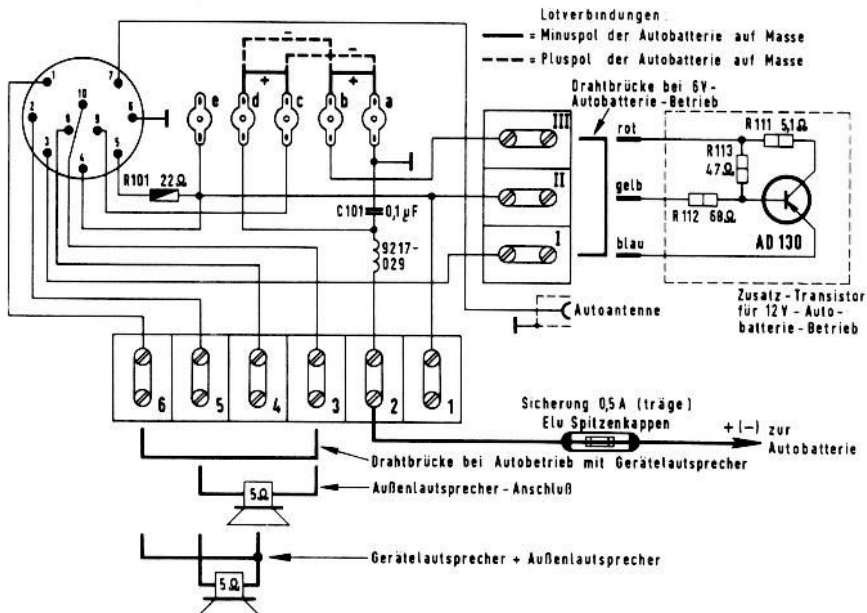 Lötverbindungen:
= Minuspol der Autobatterie auf Masse
= Pluspol der Autobatterie auf Masse
Drahtbrücke bei 6V-
Autobatterie-Betrieb
1
7
2
10
8
9
6
3
4
5
e
d
c
b
a
-
-
+
+
R101 22Ω
C101
0,1µF
9217-
029
III
II
I
rot
gelb
blau
R111 5,1Ω
R113
47Ω
R112 68Ω
AD 130
Zusatz-Transistor
für 12V-Auto-
batterie-Betrieb
Autoantenne
6
5
4
3
2
1
Sicherung 0,5A (träge)
Elu Spitzenkappen
+(-) zur
Autobatterie
Drahtbrücke bei Autobetrieb mit Gerätelautsprecher
Außenlautsprecher-Anschluß
5Ω
Gerätelautsprecher + Außenlautsprecher
5Ω